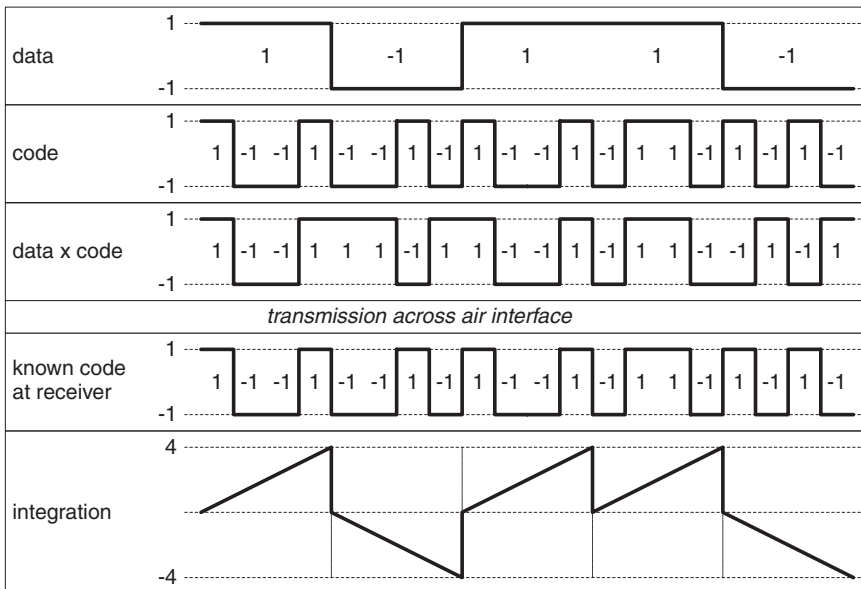 1
data 1 -1 1 1 -1
-1
1
code 1 -1 -1 1 -1 -1 1 -1 1 -1 -1 1 -1 1 1 -1 1 -1 1 -1
-1
1
data x code 1 -1 -1 1 1 1 -1 1 1 -1 -1 1 -1 1 1 -1 -1 1 -1 1
-1
transmission across air interface
1
known code
at receiver 1 -1 -1 1 -1 -1 1 -1 1 -1 -1 1 -1 1 1 -1 1 -1 1 -1
-1
4
integration
-4